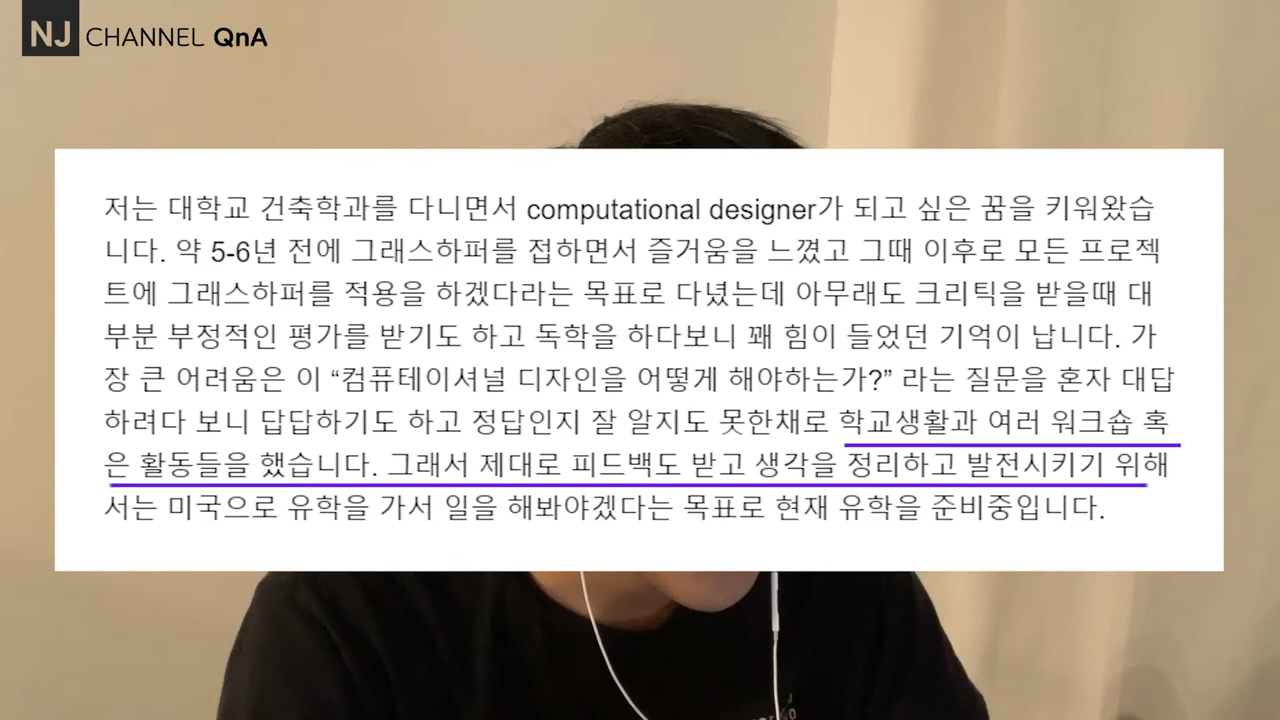 NJ CHANNEL QnA
저는 대학교 건축학과를 다니면서 computational designer가 되고 싶은 꿈을 키워왔습
니다. 약 5-6년 전에 그래스하퍼를 접하면서 즐거움을 느꼈고 그때 이후로 모든 프로젝
트에 그래스하퍼를 적용을 하겠다라는 목표로 다녔는데 아무래도 크리틱을 받을때 대
부분 부정적인 평가를 받기도 하고 독학을 하다보니 꽤 힘이 들었던 기억이 납니다. 가
장 큰 어려움은 이 “컴퓨테이셔널 디자인을 어떻게 해야하는가?” 라는 질문을 혼자 대답
하려다 보니 답답하기도 하고 정답인지 잘 알지도 못한채로 학교생활과 여러 워크숍 혹
은 활동들을 했습니다. 그래서 제대로 피드백도 받고 생각을 정리하고 발전시키기 위해
서는 미국으로 유학을 가서 일을 해봐야겠다는 목표로 현재 유학을 준비중입니다.